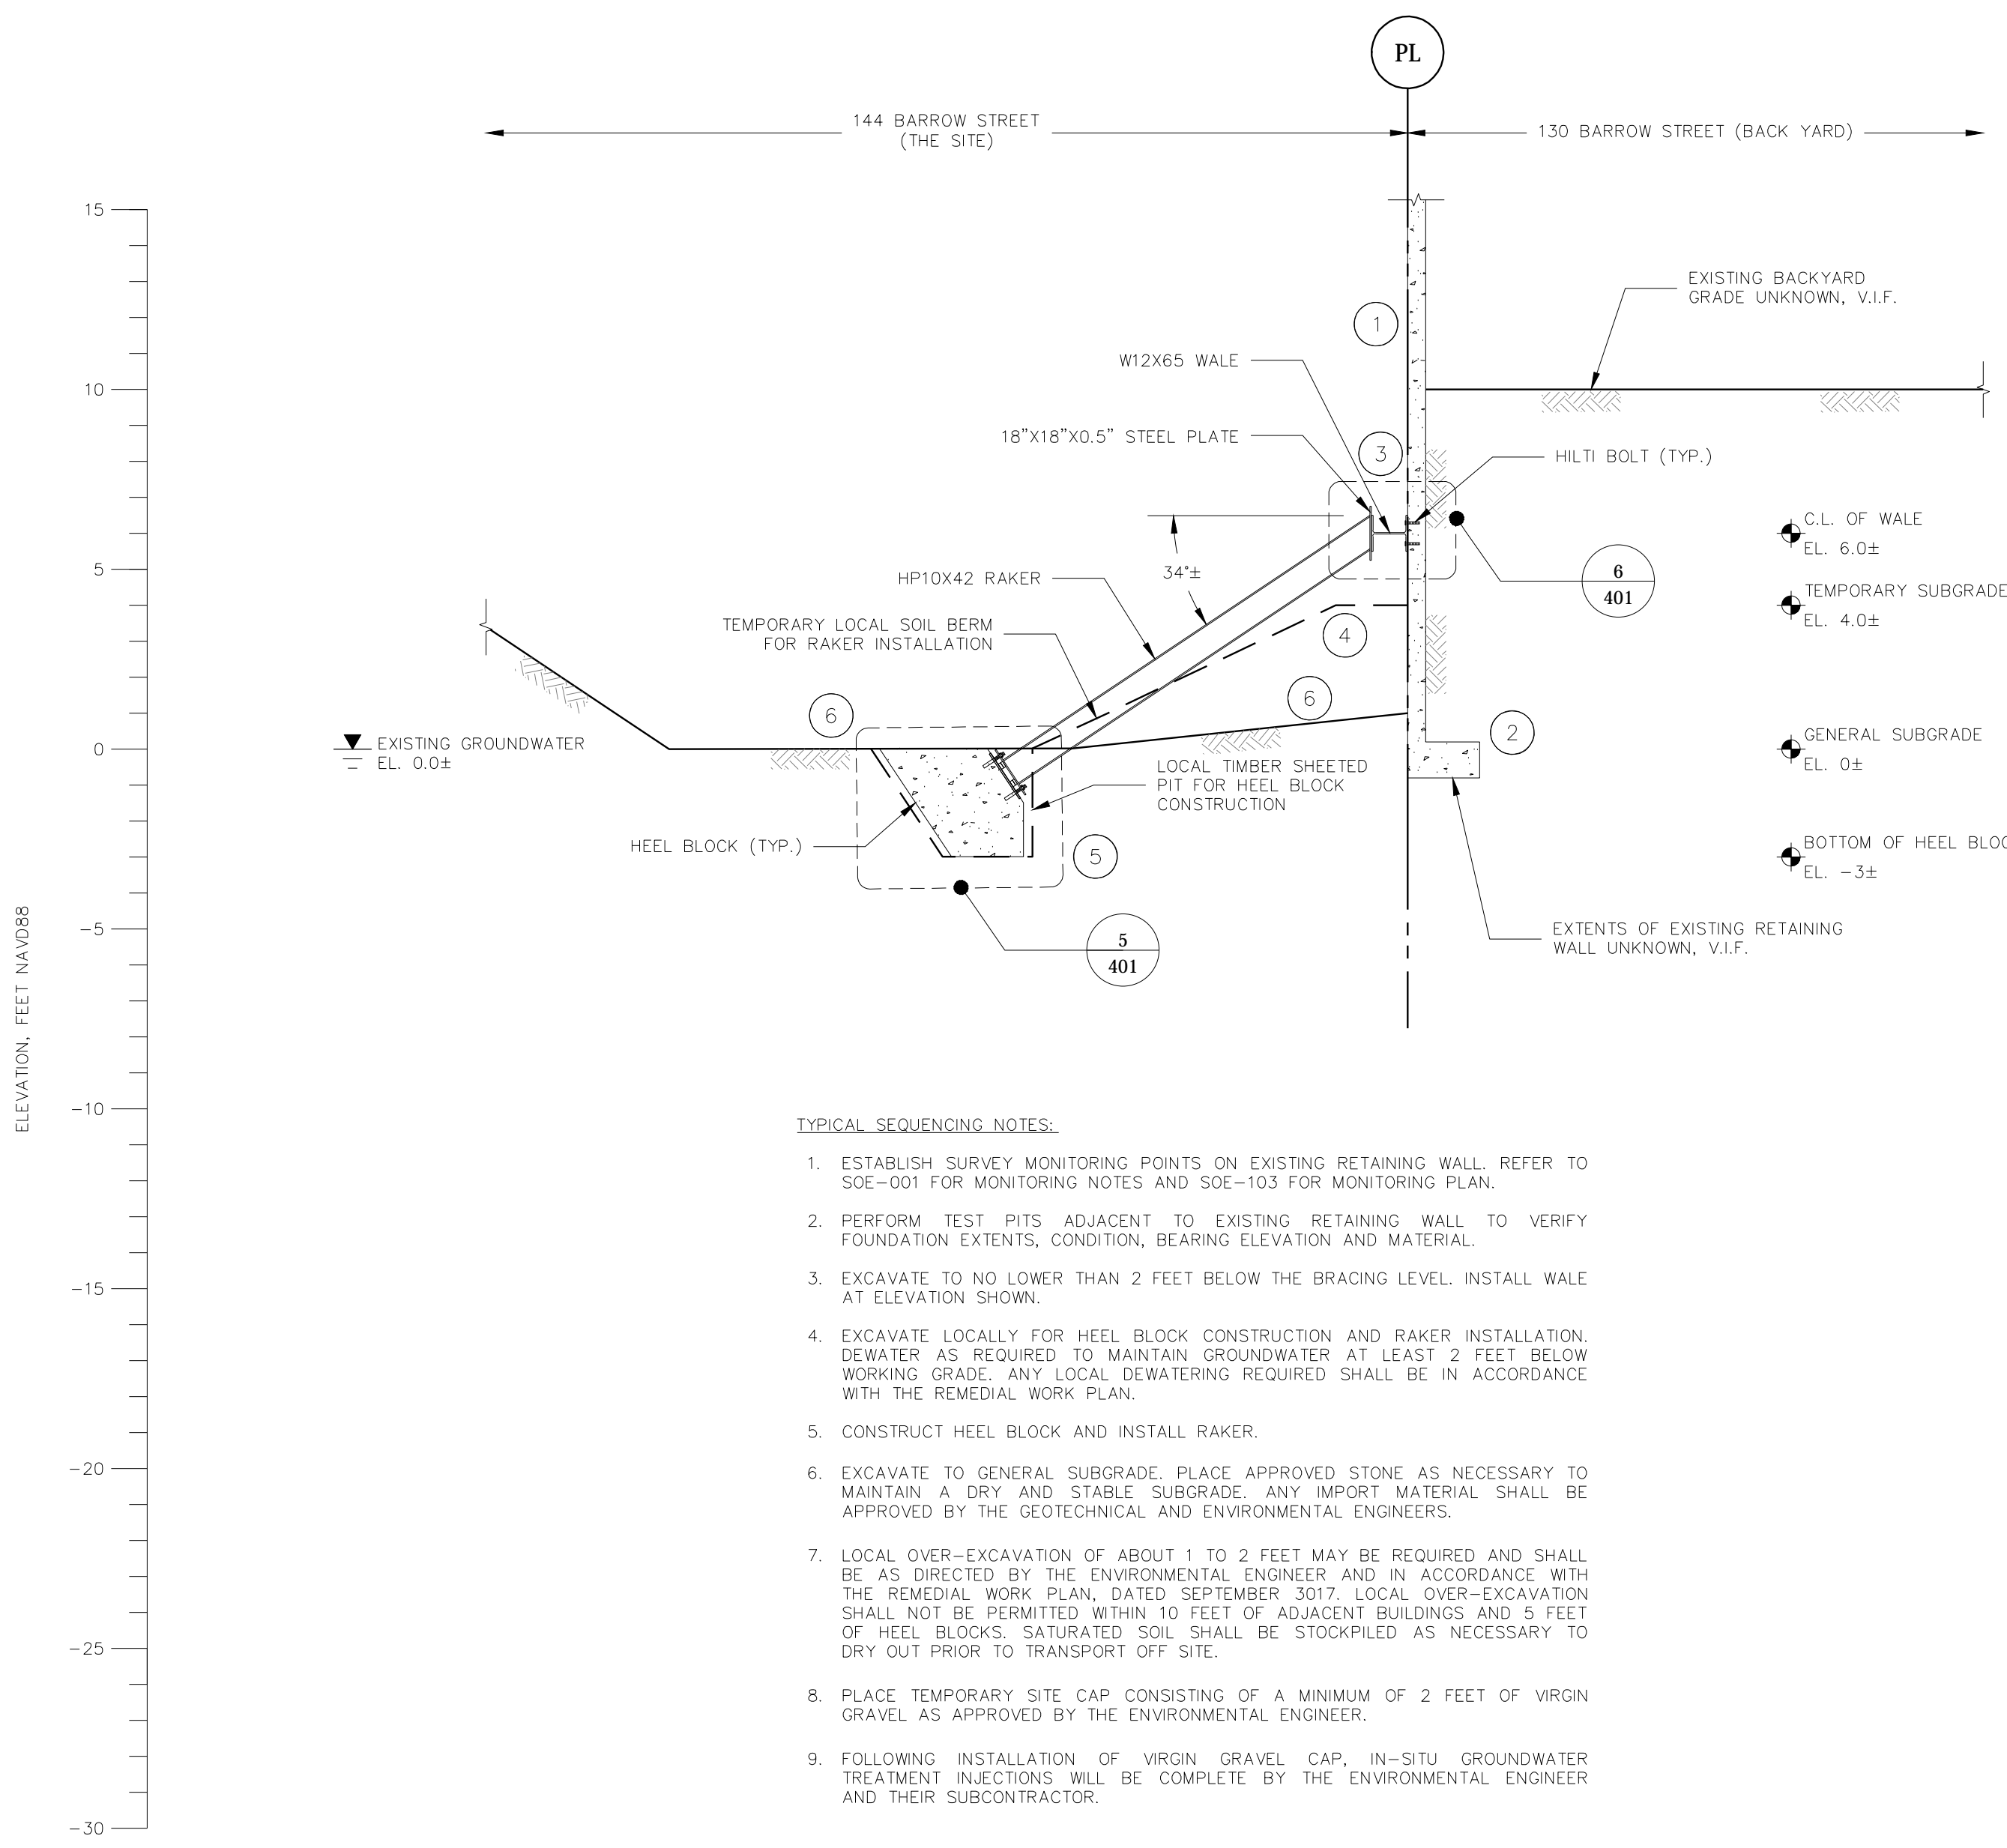 PL
144 BARROW STREET
(THE SITE)
130 BARROW STREET (BACK YARD)
15
10
5
0
−5
−10
−15
−20
−25
−30
ELEVATION, FEET NAVD88
EXISTING BACKYARD
GRADE UNKNOWN, V.I.F.
1
W12X65 WALE
18”X18”X0.5” STEEL PLATE
3
HILTI BOLT (TYP.)
C.L. OF WALE
EL. 6.0±
34°±
HP10X42 RAKER
6
401
TEMPORARY SUBGRADE
EL. 4.0±
TEMPORARY LOCAL SOIL BERM
FOR RAKER INSTALLATION
4
6
6
2
EXISTING GROUNDWATER
EL. 0.0±
GENERAL SUBGRADE
EL. 0±
LOCAL TIMBER SHEETED
PIT FOR HEEL BLOCK
CONSTRUCTION
HEEL BLOCK (TYP.)
5
BOTTOM OF HEEL BLOC
EL. −3±
5
401
EXTENTS OF EXISTING RETAINING
WALL UNKNOWN, V.I.F.
TYPICAL SEQUENCING NOTES:
1. ESTABLISH SURVEY MONITORING POINTS ON EXISTING RETAINING WALL. REFER TO
SOE−001 FOR MONITORING NOTES AND SOE−103 FOR MONITORING PLAN.
2. PERFORM TEST PITS ADJACENT TO EXISTING RETAINING WALL TO VERIFY
FOUNDATION EXTENTS, CONDITION, BEARING ELEVATION AND MATERIAL.
3. EXCAVATE TO NO LOWER THAN 2 FEET BELOW THE BRACING LEVEL. INSTALL WALE
AT ELEVATION SHOWN.
4. EXCAVATE LOCALLY FOR HEEL BLOCK CONSTRUCTION AND RAKER INSTALLATION.
DEWATER AS REQUIRED TO MAINTAIN GROUNDWATER AT LEAST 2 FEET BELOW
WORKING GRADE. ANY LOCAL DEWATERING REQUIRED SHALL BE IN ACCORDANCE
WITH THE REMEDIAL WORK PLAN.
5. CONSTRUCT HEEL BLOCK AND INSTALL RAKER.
6. EXCAVATE TO GENERAL SUBGRADE. PLACE APPROVED STONE AS NECESSARY TO
MAINTAIN A DRY AND STABLE SUBGRADE. ANY IMPORT MATERIAL SHALL BE
APPROVED BY THE GEOTECHNICAL AND ENVIRONMENTAL ENGINEERS.
7. LOCAL OVER−EXCAVATION OF ABOUT 1 TO 2 FEET MAY BE REQUIRED AND SHALL
BE AS DIRECTED BY THE ENVIRONMENTAL ENGINEER AND IN ACCORDANCE WITH
THE REMEDIAL WORK PLAN, DATED SEPTEMBER 3017. LOCAL OVER−EXCAVATION
SHALL NOT BE PERMITTED WITHIN 10 FEET OF ADJACENT BUILDINGS AND 5 FEET
OF HEEL BLOCKS. SATURATED SOIL SHALL BE STOCKPILED AS NECESSARY TO
DRY OUT PRIOR TO TRANSPORT OFF SITE.
8. PLACE TEMPORARY SITE CAP CONSISTING OF A MINIMUM OF 2 FEET OF VIRGIN
GRAVEL AS APPROVED BY THE ENVIRONMENTAL ENGINEER.
9. FOLLOWING INSTALLATION OF VIRGIN GRAVEL CAP, IN−SITU GROUNDWATER
TREATMENT INJECTIONS WILL BE COMPLETE BY THE ENVIRONMENTAL ENGINEER
AND THEIR SUBCONTRACTOR.